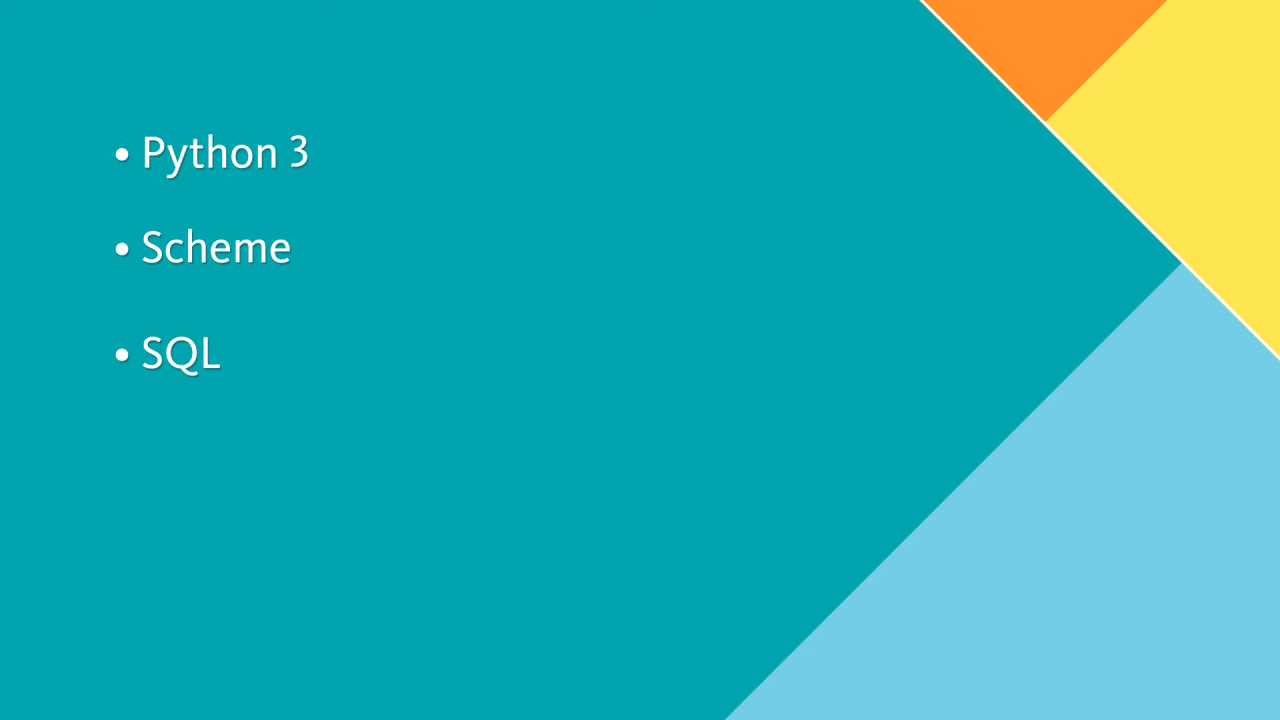 • Python 3
• Scheme
• SQL